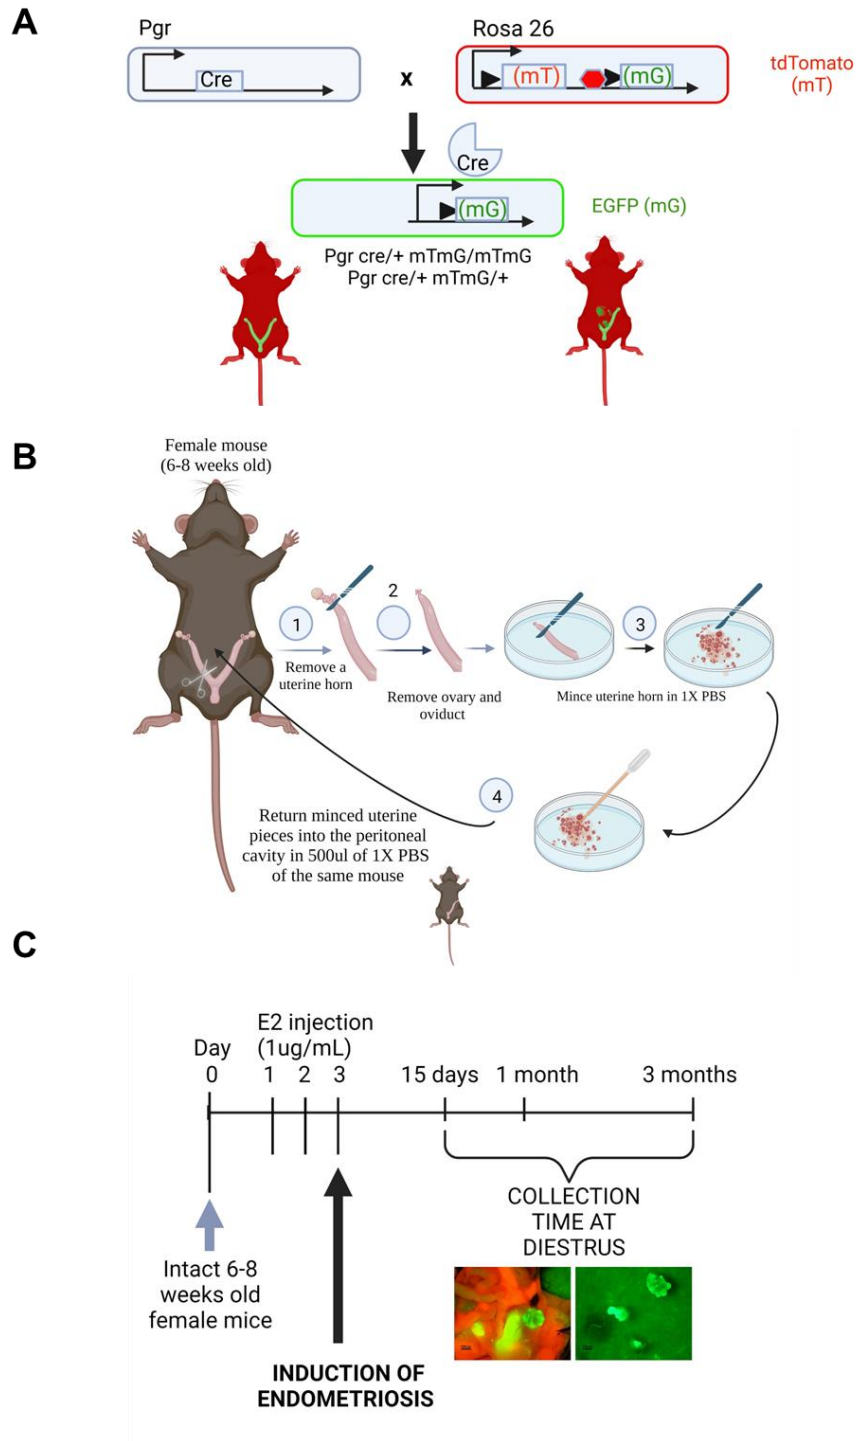 A
Pgr
Cre
x
Rosa 26
(mT)
(mG)
tdTomato
(mT)
Cre
(mG)
EGFP (mG)
Pgr cre/+ mTmG/mTmG
Pgr cre/+ mTmG/+
B
Female mouse
(6-8 weeks old)
1
Remove a
uterine horn
2
Remove ovary and
oviduct
3
Mince uterine horn in 1X PBS
4
Return minced uterine
pieces into the peritoneal
cavity in 500ul of 1X PBS
of the same mouse
C
E2 injection
(1ug/mL)
Day
0 1 2 3 15 days 1 month 3 months
COLLECTION
TIME AT
DIESTRUS
Intact 6-8
weeks old
female mice
INDUCTION OF
ENDOMETRIOSIS